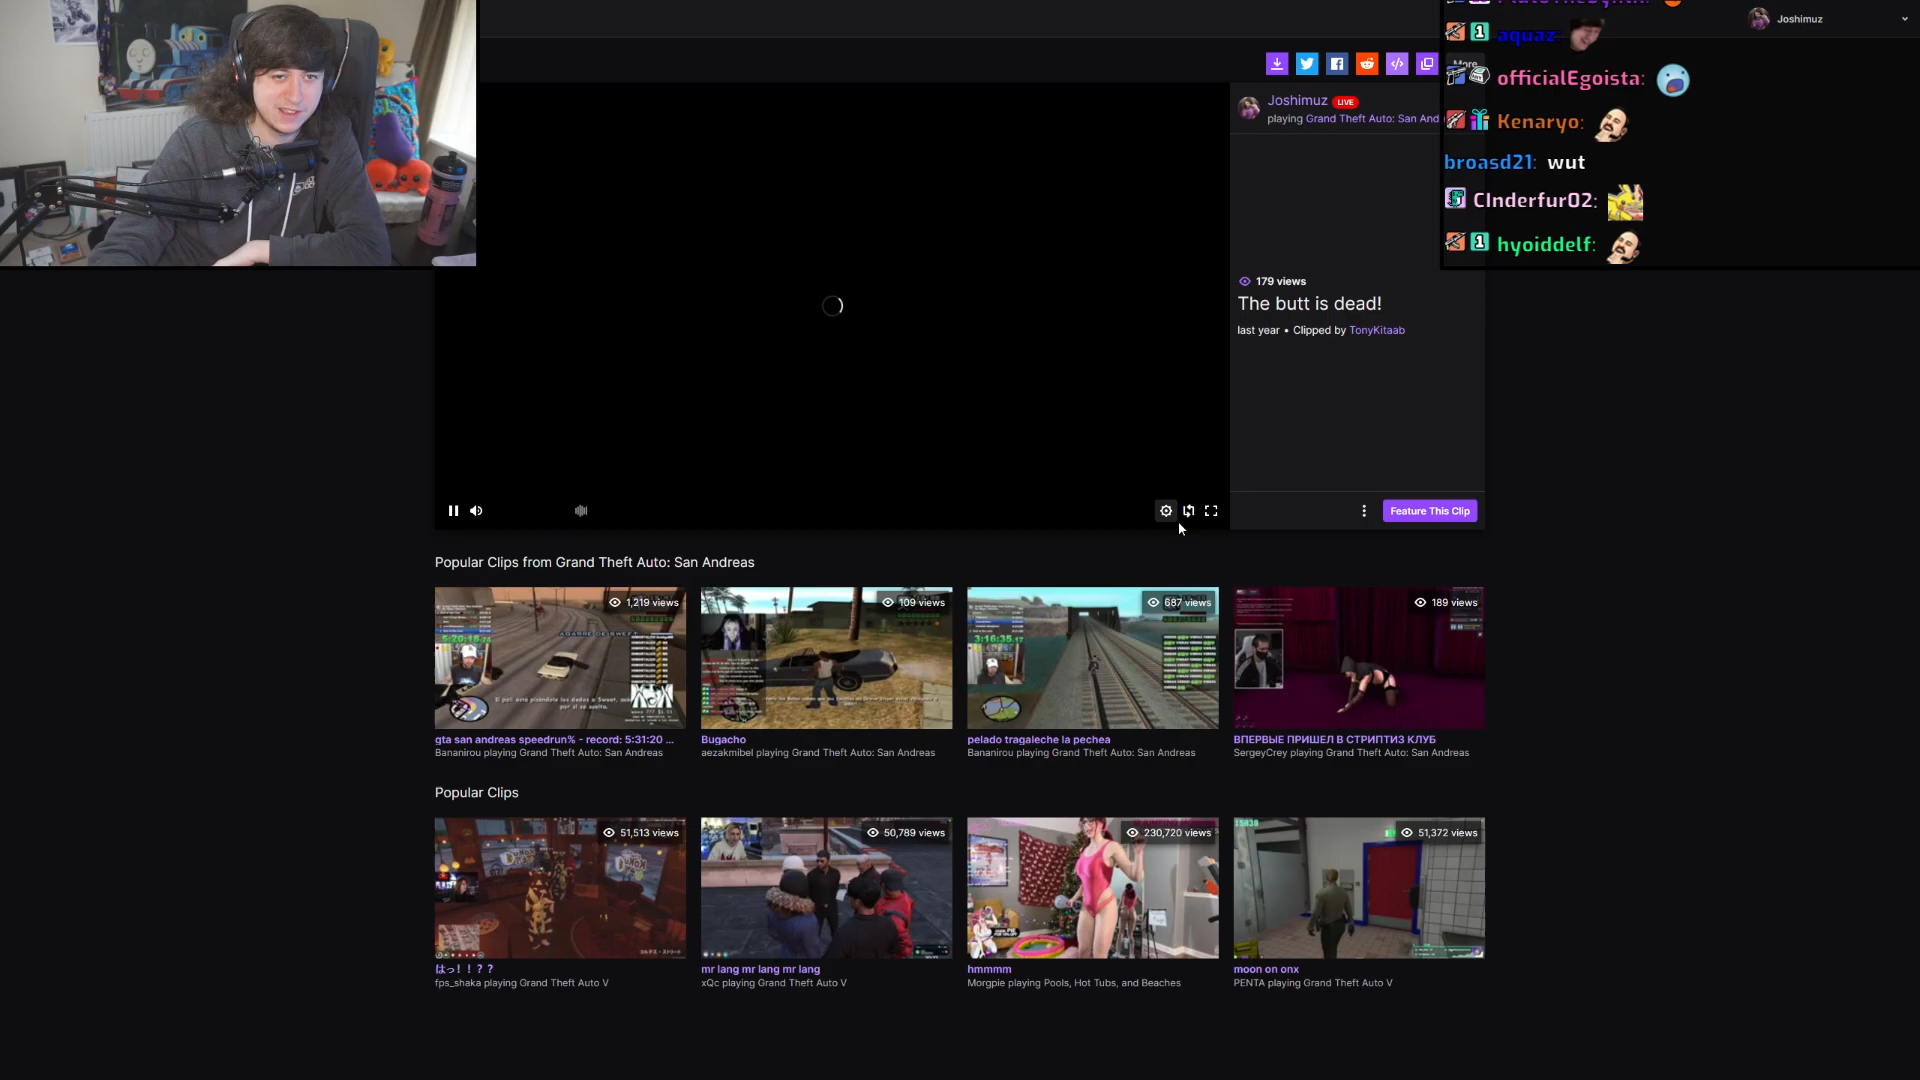 Joshimuz
aquaz:
officialEgoista:
Kenaryo:
broasd21: wut
CInderfur02:
hyoiddelf:
Joshimuz LIVE
playing Grand Theft Auto: San And
179 views
The butt is dead!
last year • Clipped by TonyKitaab
Feature This Clip
Popular Clips from Grand Theft Auto: San Andreas
1,219 views
109 views
687 views
189 views
gta san andreas speedrun% - record: 5:31:20 ...
Bananirou playing Grand Theft Auto: San Andreas
Bugacho
aezakmibel playing Grand Theft Auto: San Andreas
pelado tragaleche la pechea
Bananirou playing Grand Theft Auto: San Andreas
ВПЕРВЫЕ ПРИШЕЛ В СТРИПТИЗ КЛУБ
SergeyCrey playing Grand Theft Auto: San Andreas
Popular Clips
51,513 views
50,789 views
230,720 views
51,372 views
はっ！！？？
fps_shaka playing Grand Theft Auto V
mr lang mr lang mr lang
xQc playing Grand Theft Auto V
hmmmm
Morgpie playing Pools, Hot Tubs, and Beaches
moon on onx
PENTA playing Grand Theft Auto V